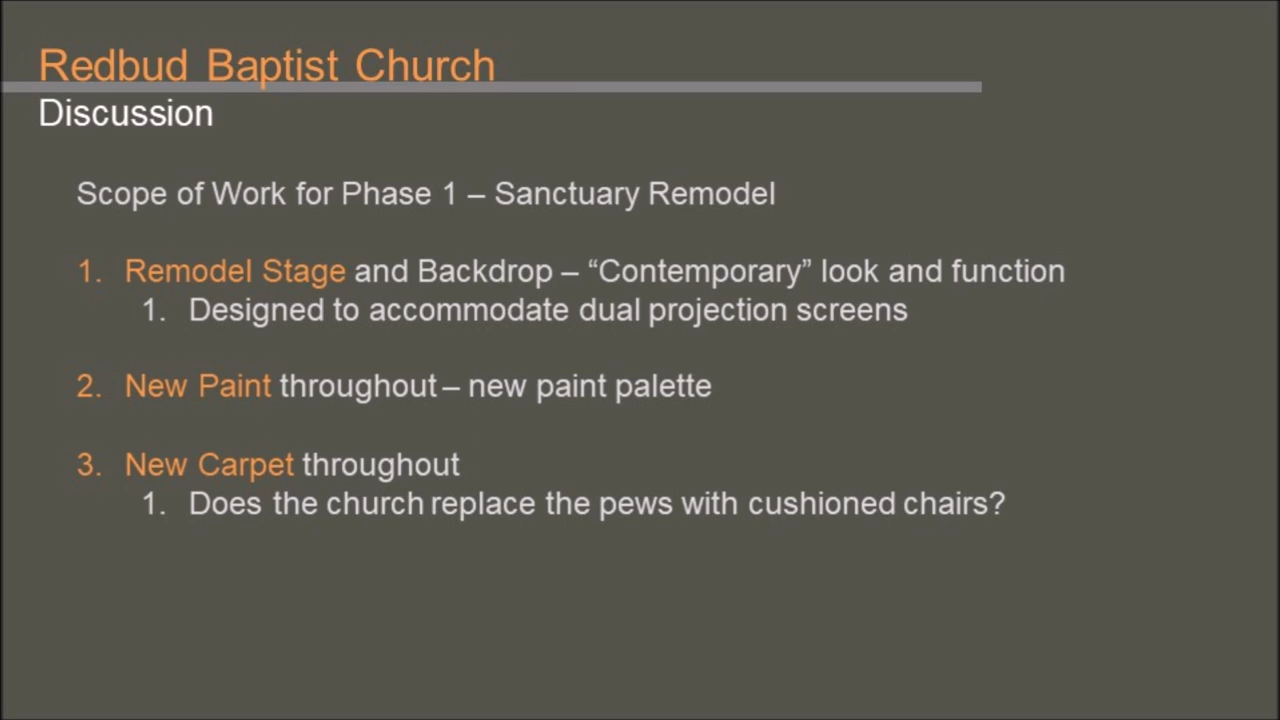 Redbud Baptist Church
Discussion
Scope of Work for Phase 1 – Sanctuary Remodel
1. Remodel Stage and Backdrop – “Contemporary” look and function
1. Designed to accommodate dual projection screens
2. New Paint throughout – new paint palette
3. New Carpet throughout
1. Does the church replace the pews with cushioned chairs?